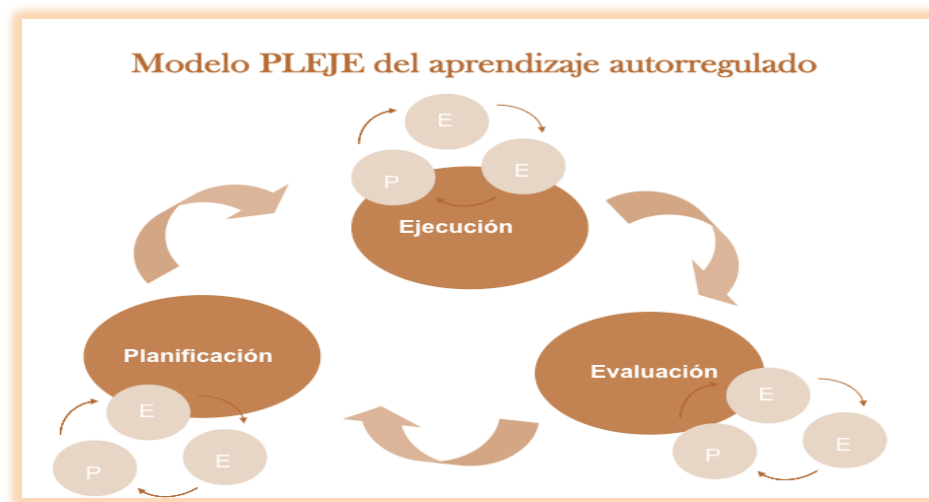 Modelo PLEJE del aprendizaje autorregulado
E
P
E
Ejecución
Planificación
E
P
E
Evaluación
E
P
E